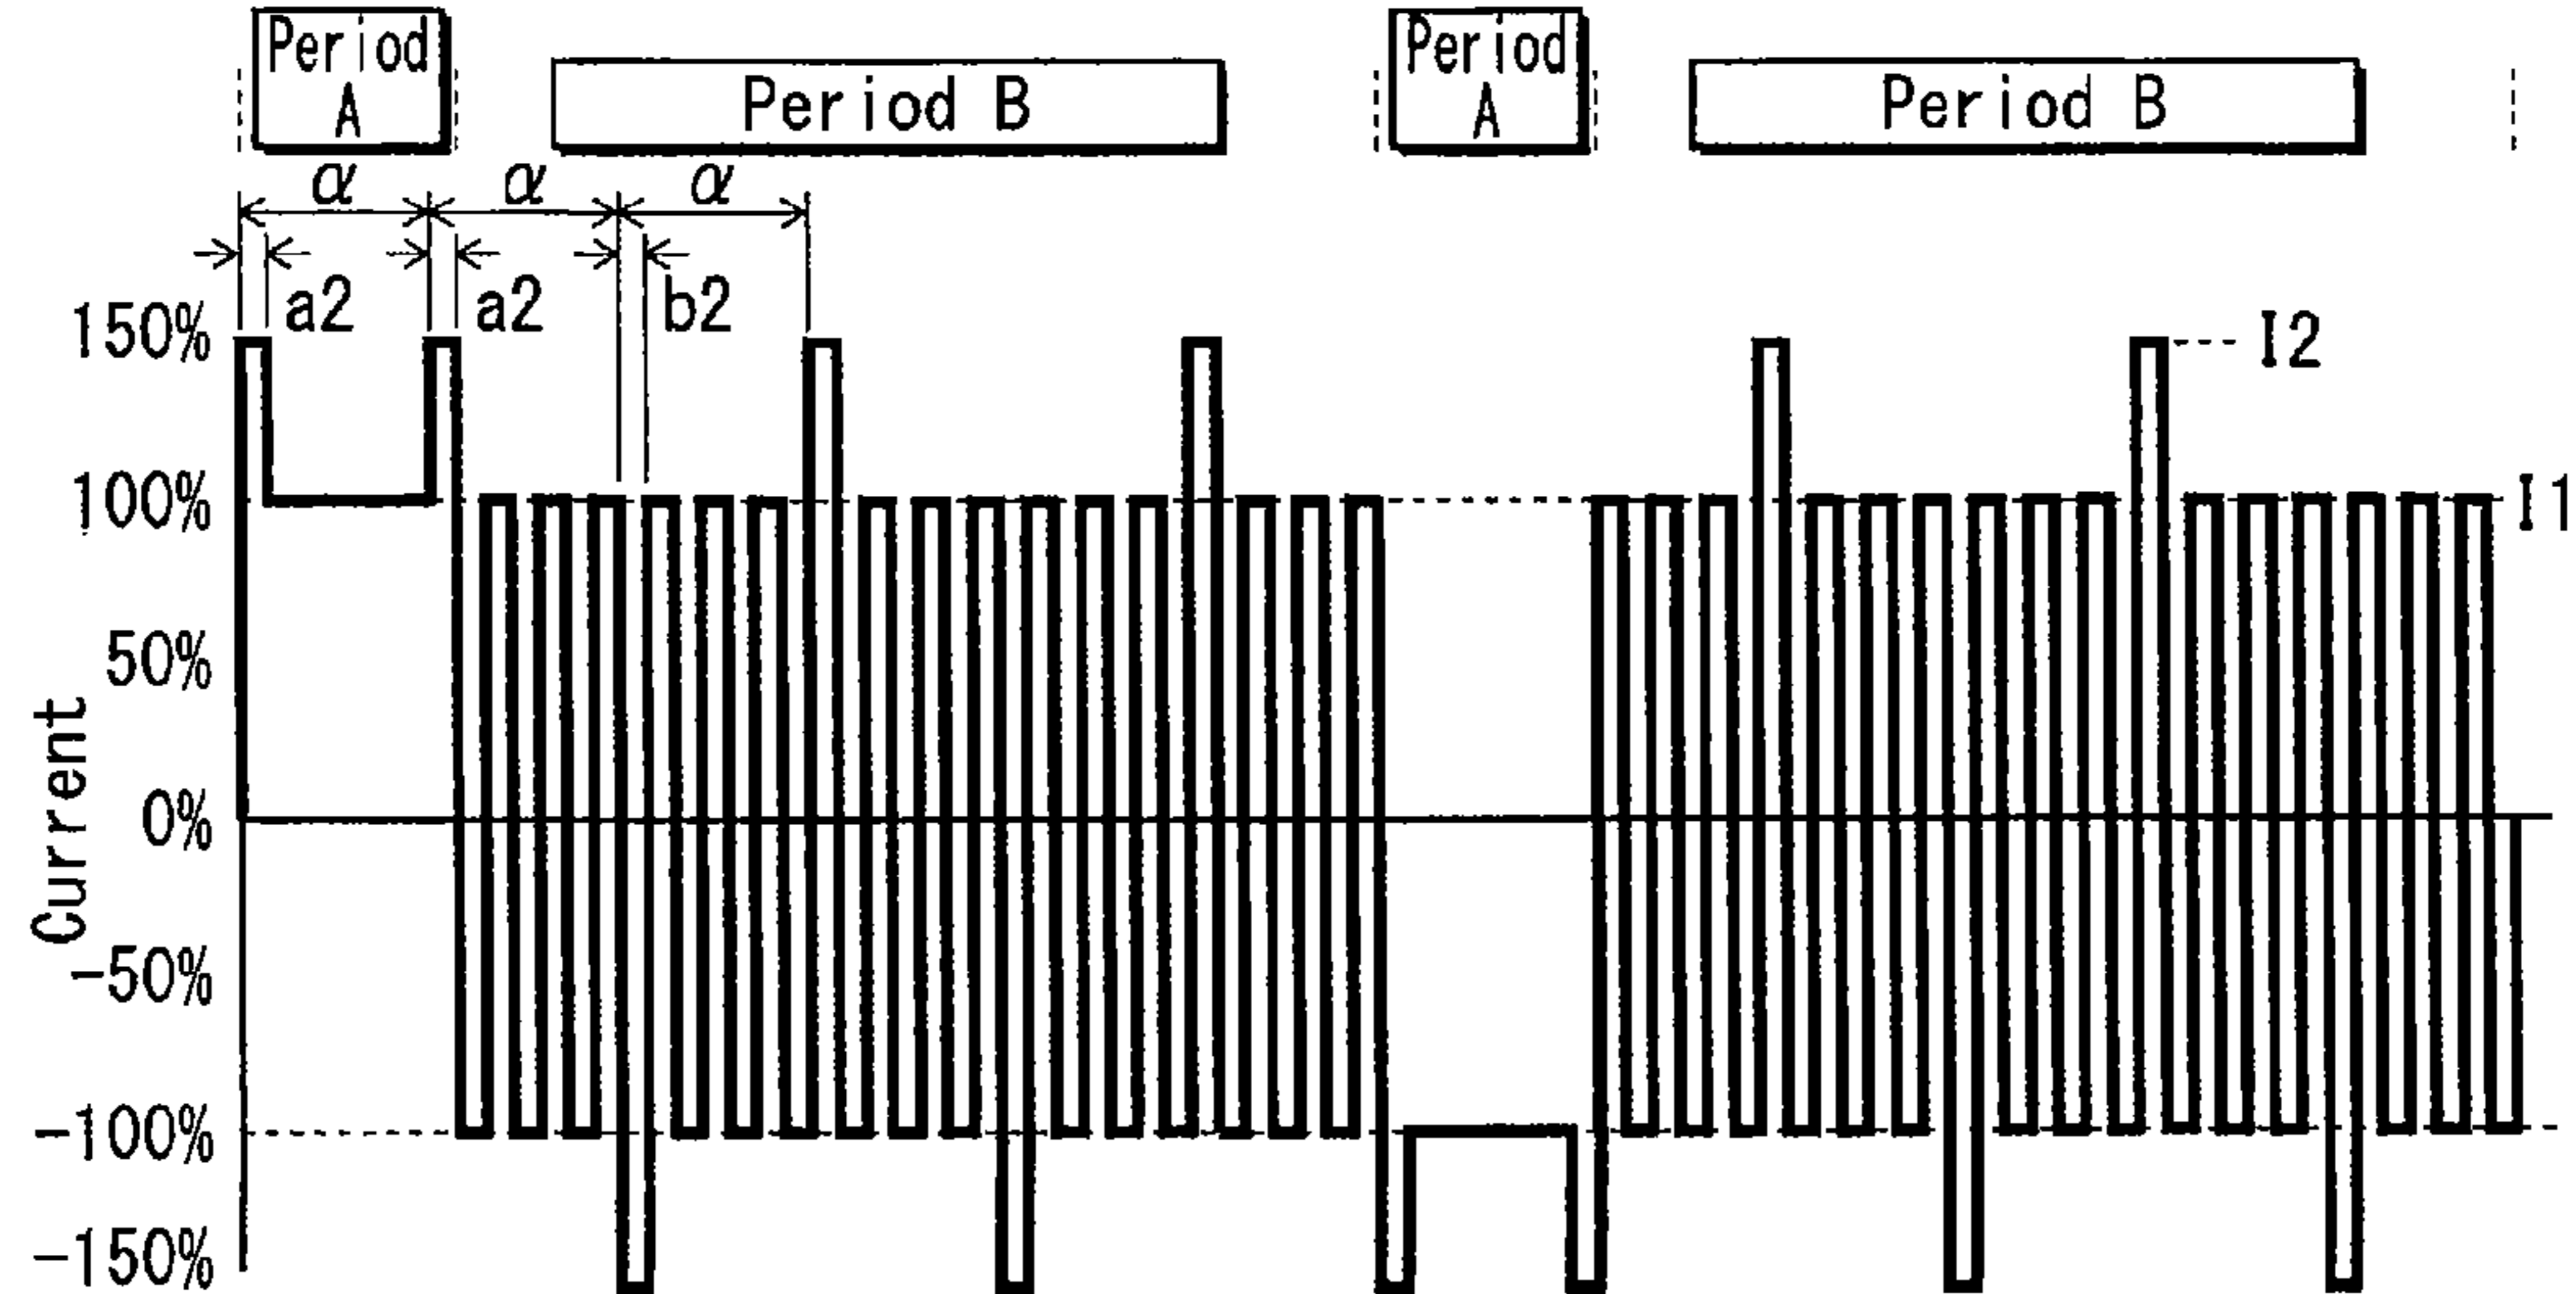 Period
A
Period B
Period
A
Period B
α
α
α
a2
a2
b2
150%
I2
100%
I1
50%
0%
-50%
-100%
-150%
Current